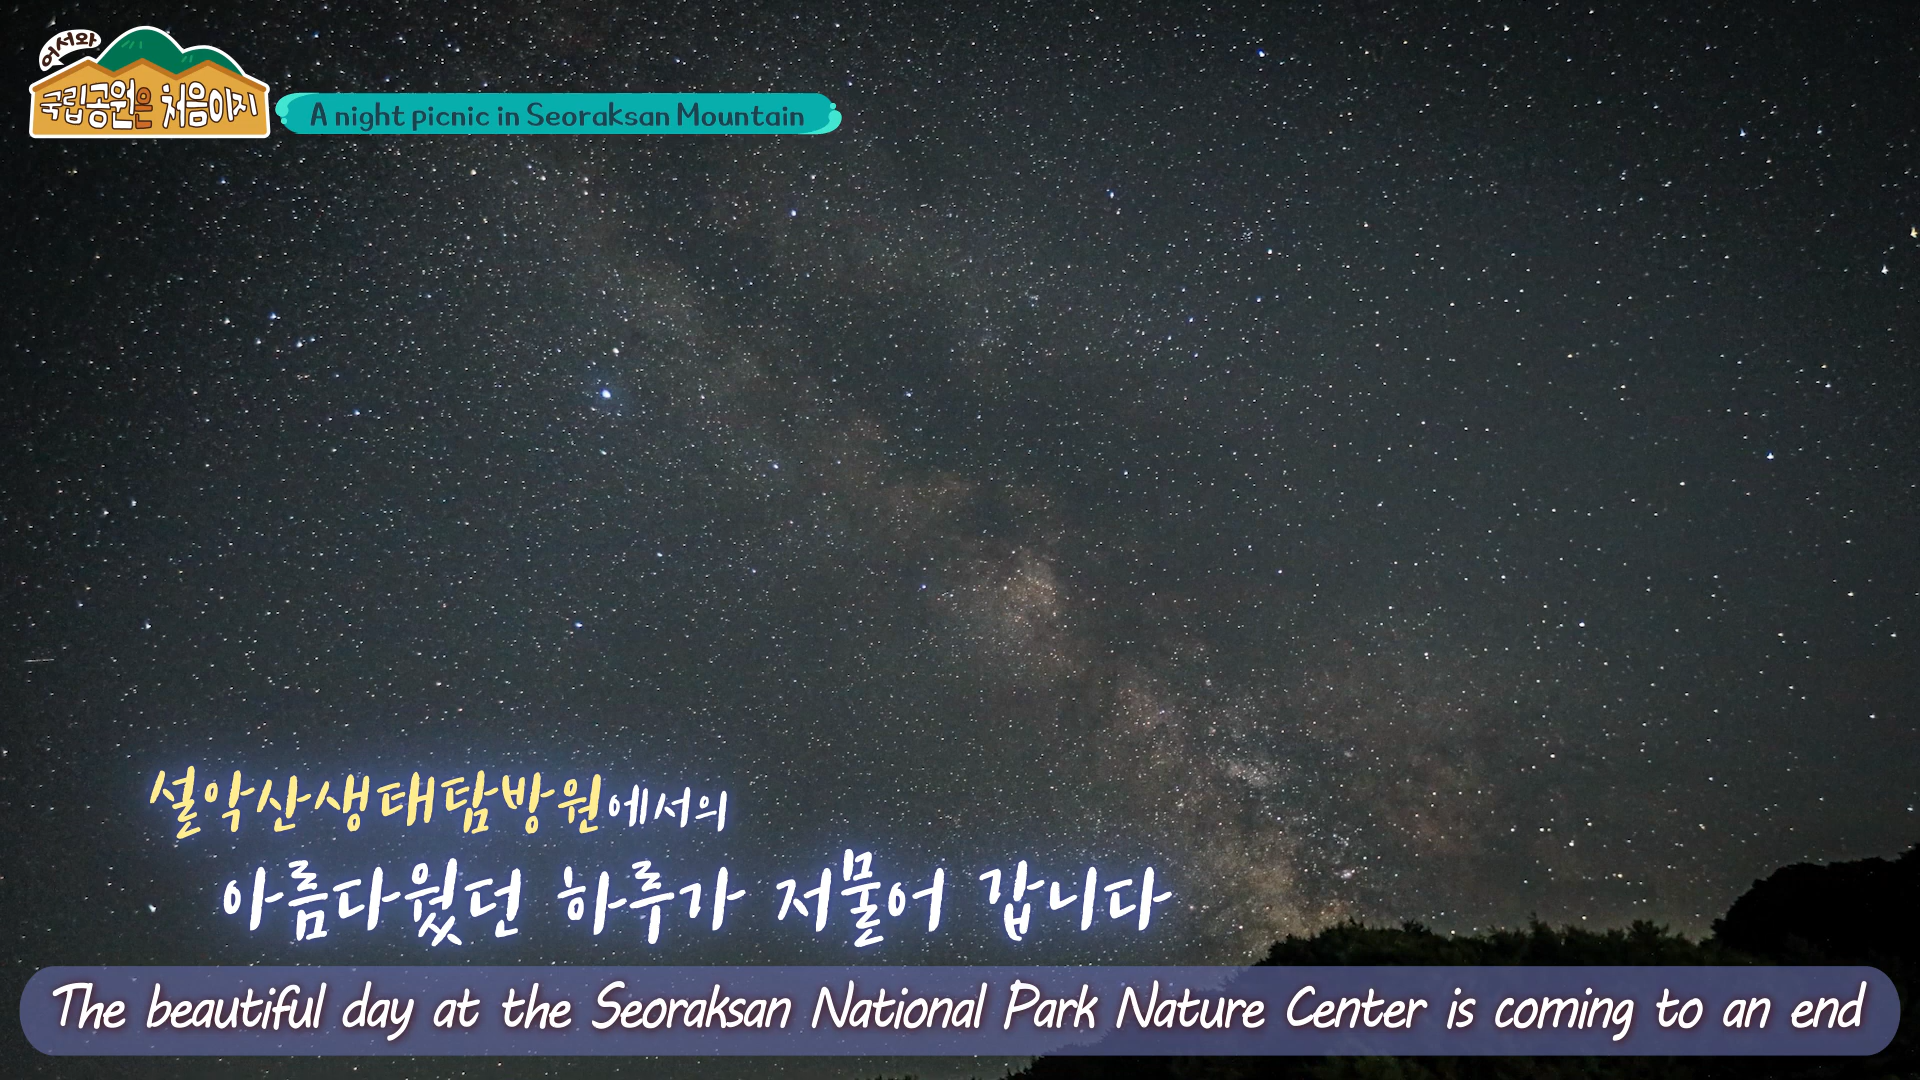 어서와
국립공원은 처음이지
A night picnic in Seoraksan Mountain
설악산생태탐방원에서의
아름다웠던 하루가 저물어 갑니다
The beautiful day at the Seoraksan National Park Nature Center is coming to an end